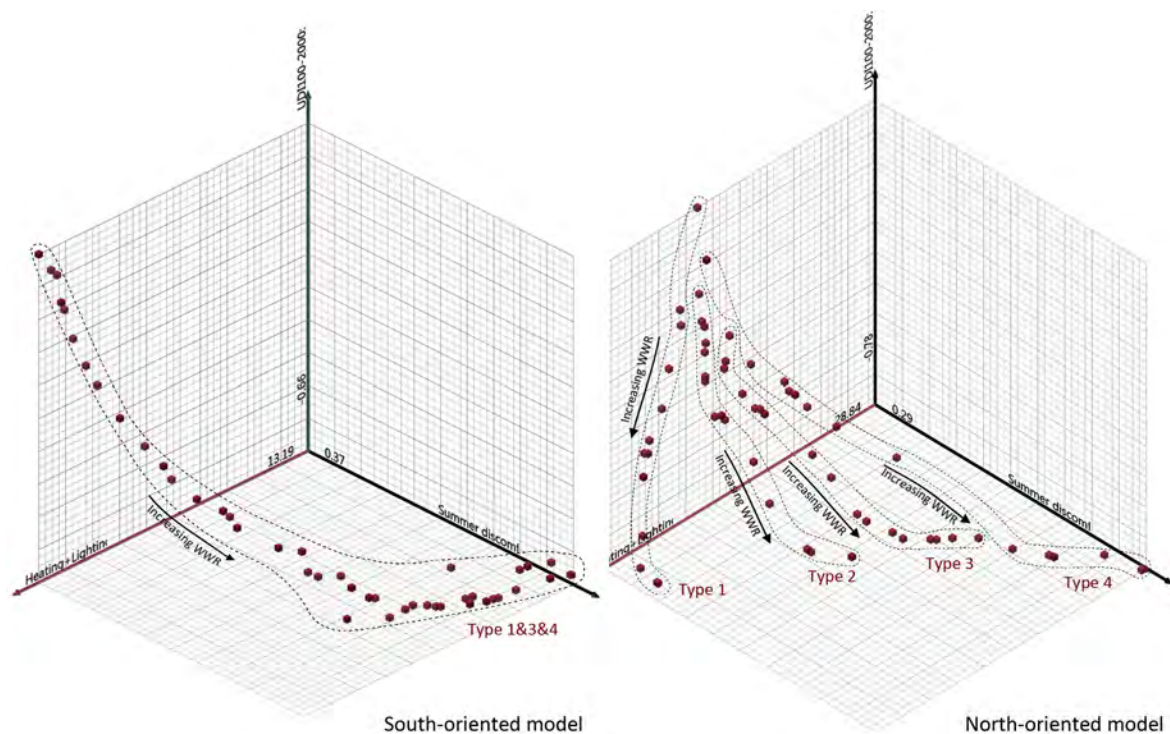 UDI100-2000:
-0.66
13.19
0.37
Heating+Lighting
Summer discomf
Increasing WWR
Type 1&3&4
South-oriented model
UDI100-2000:
-0.78
28.84
0.29
Heating+Lighting
Summer discomf
Increasing WWR
Increasing WWR
Increasing WWR
Increasing WWR
Type 1
Type 2
Type 3
Type 4
North-oriented model